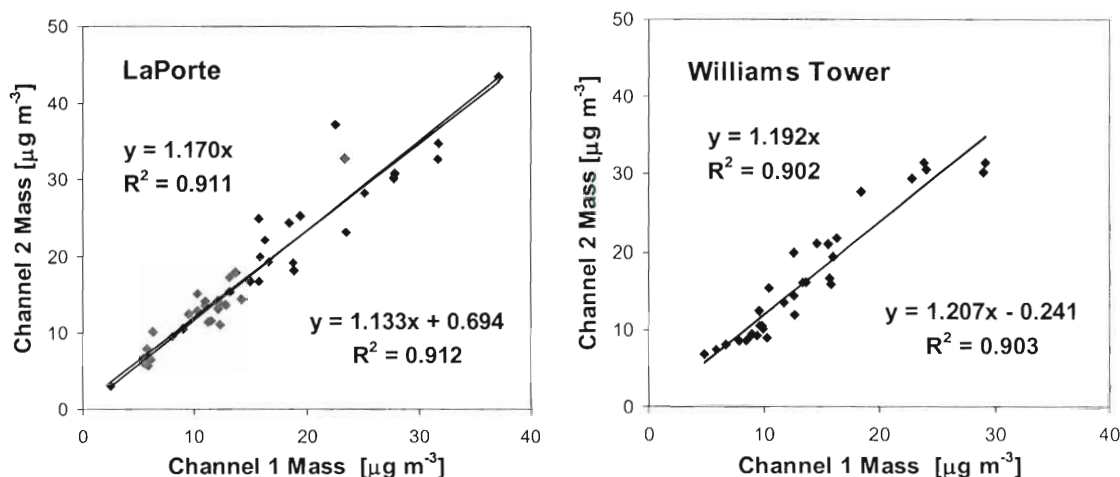 LaPorte
Channel 2 Mass [µg m-3]
50
40
30
20
10
0
y = 1.170x
R2 = 0.911
y = 1.133x + 0.694
R2 = 0.912
0 10 20 30 40
Channel 1 Mass [µg m-3]
Williams Tower
Channel 2 Mass [µg m-3]
50
40
30
20
10
0
y = 1.192x
R2 = 0.902
y = 1.207x - 0.241
R2 = 0.903
0 10 20 30 40
Channel 1 Mass [µg m-3]